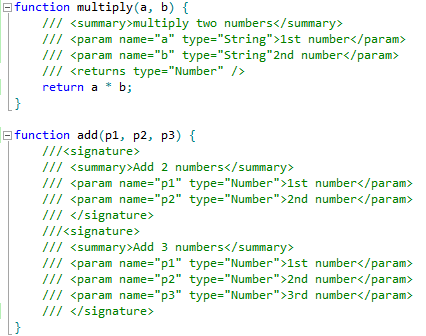 function multiply(a, b) {
    /// <summary>multiply two numbers</summary>
    /// <param name="a" type="String">1st number</param>
    /// <param name="b" type="String"2nd number</param>
    /// <returns type="Number" />
    return a * b;
}

function add(p1, p2, p3) {
    ///<signature>
    /// <summary>Add 2 numbers</summary>
    /// <param name="p1" type="Number">1st number</param>
    /// <param name="p2" type="Number">2nd number</param>
    /// </signature>
    ///<signature>
    /// <summary>Add 3 numbers</summary>
    /// <param name="p1" type="Number">1st number</param>
    /// <param name="p2" type="Number">2nd number</param>
    /// <param name="p3" type="Number">3rd number</param>
    /// </signature>
}